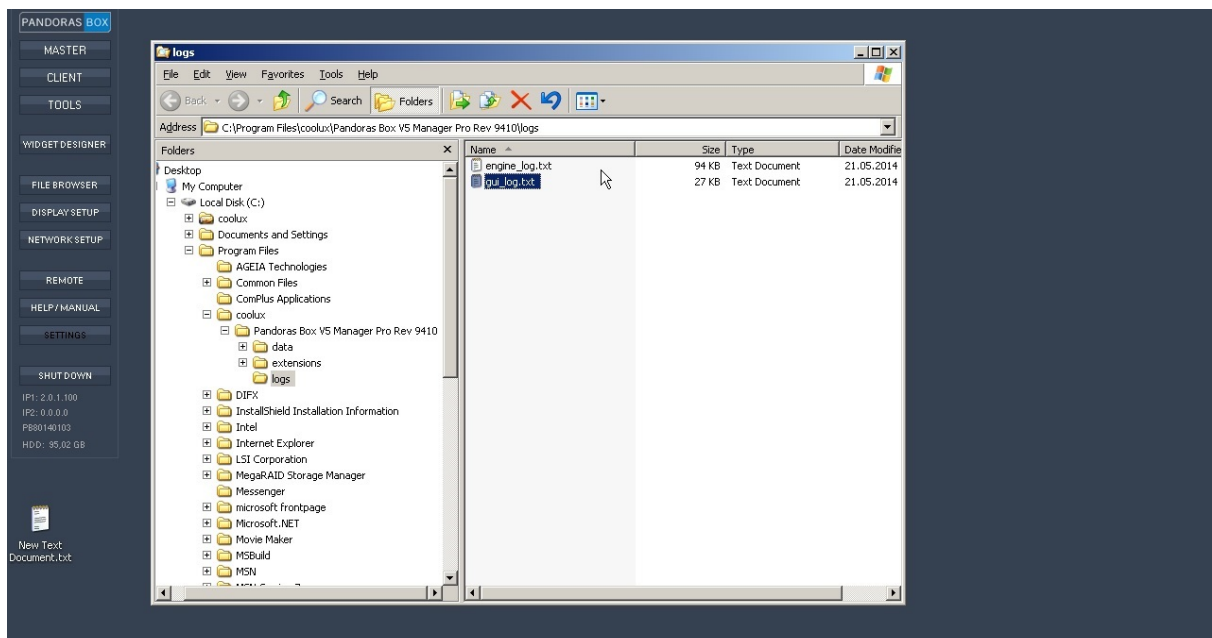 PANDORAS BOX
MASTER
CLIENT
TOOLS
WIDGET DESIGNER
FILE BROWSER
DISPLAY SETUP
NETWORK SETUP
REMOTE
HELP / MANUAL
SETTINGS
SHUT DOWN
IP1: 2.0.1.100
IP2: 0.0.0.0
PB80140103
HDD: 95,02 GB
New Text
Document.txt
logs
File Edit View Favorites Tools Help
Back Search Folders
Address C:\Program Files\coolux\Pandoras Box V5 Manager Pro Rev 9410\logs
Folders
Desktop
My Computer
Local Disk (C:)
coolux
Documents and Settings
Program Files
AGEIA Technologies
Common Files
ComPlus Applications
coolux
Pandoras Box V5 Manager Pro Rev 9410
data
extensions
logs
DIFX
InstallShield Installation Information
Intel
Internet Explorer
LSI Corporation
MegaRAID Storage Manager
Messenger
microsoft frontpage
Microsoft.NET
Movie Maker
MSBuild
MSN
Name Size Type Date Modifie
engine_log.txt 94 KB Text Document 21.05.2014
gui_log.txt 27 KB Text Document 21.05.2014